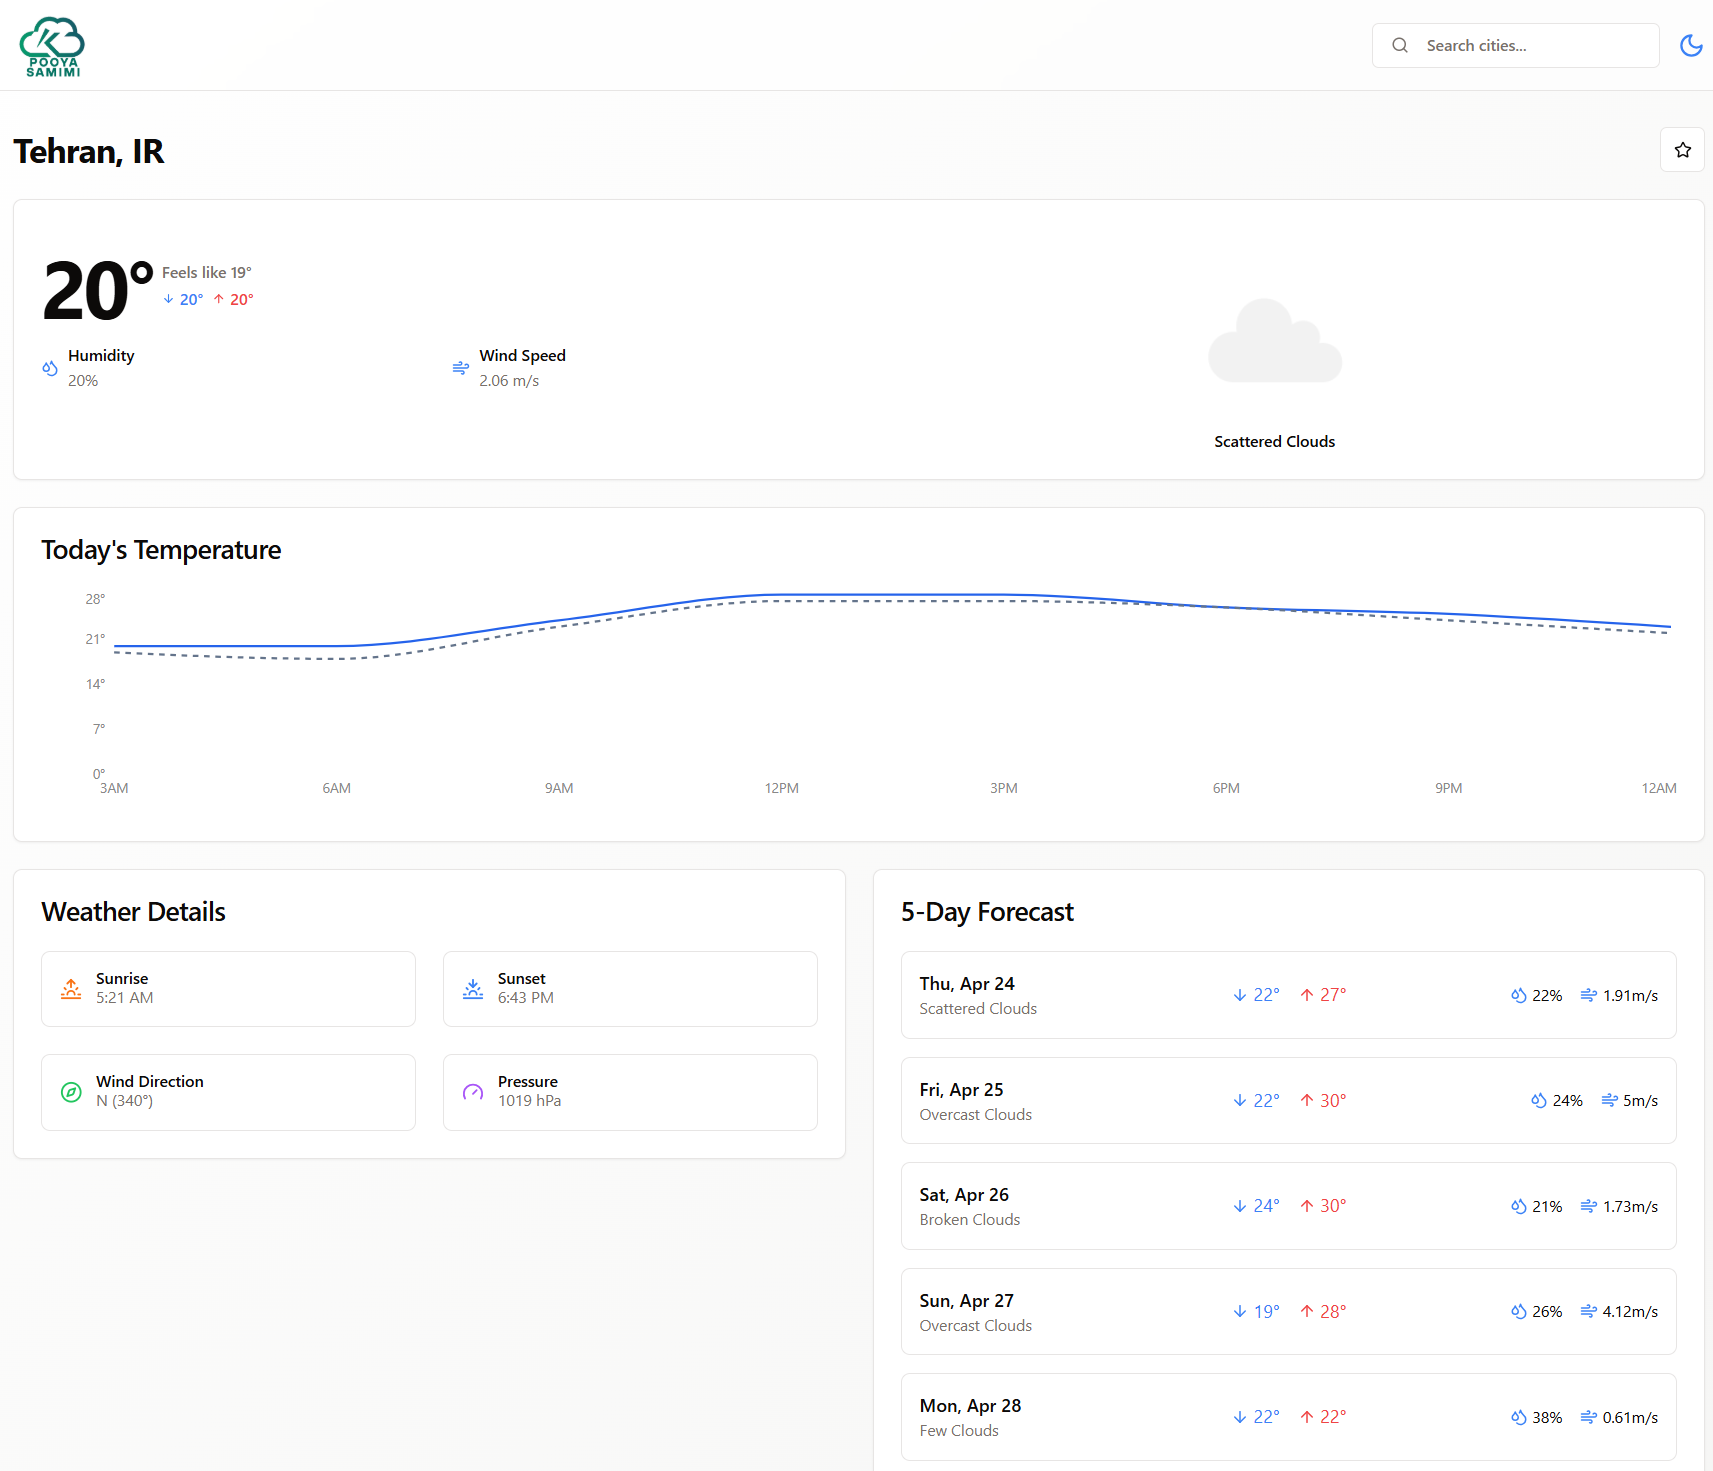 POOYA
SAMIMI
Search cities...
Tehran, IR
20°
Feels like 19°
20° 20°
Humidity
20%
Wind Speed
2.06 m/s
Scattered Clouds
Today's Temperature
28°
21°
14°
7°
0°
3AM 6AM 9AM 12PM 3PM 6PM 9PM 12AM
Weather Details
Sunrise
5:21 AM
Sunset
6:43 PM
Wind Direction
N (340°)
Pressure
1019 hPa
5-Day Forecast
Thu, Apr 24
Scattered Clouds
22° 27° 22% 1.91m/s
Fri, Apr 25
Overcast Clouds
22° 30° 24% 5m/s
Sat, Apr 26
Broken Clouds
24° 30° 21% 1.73m/s
Sun, Apr 27
Overcast Clouds
19° 28° 26% 4.12m/s
Mon, Apr 28
Few Clouds
22° 22° 38% 0.61m/s